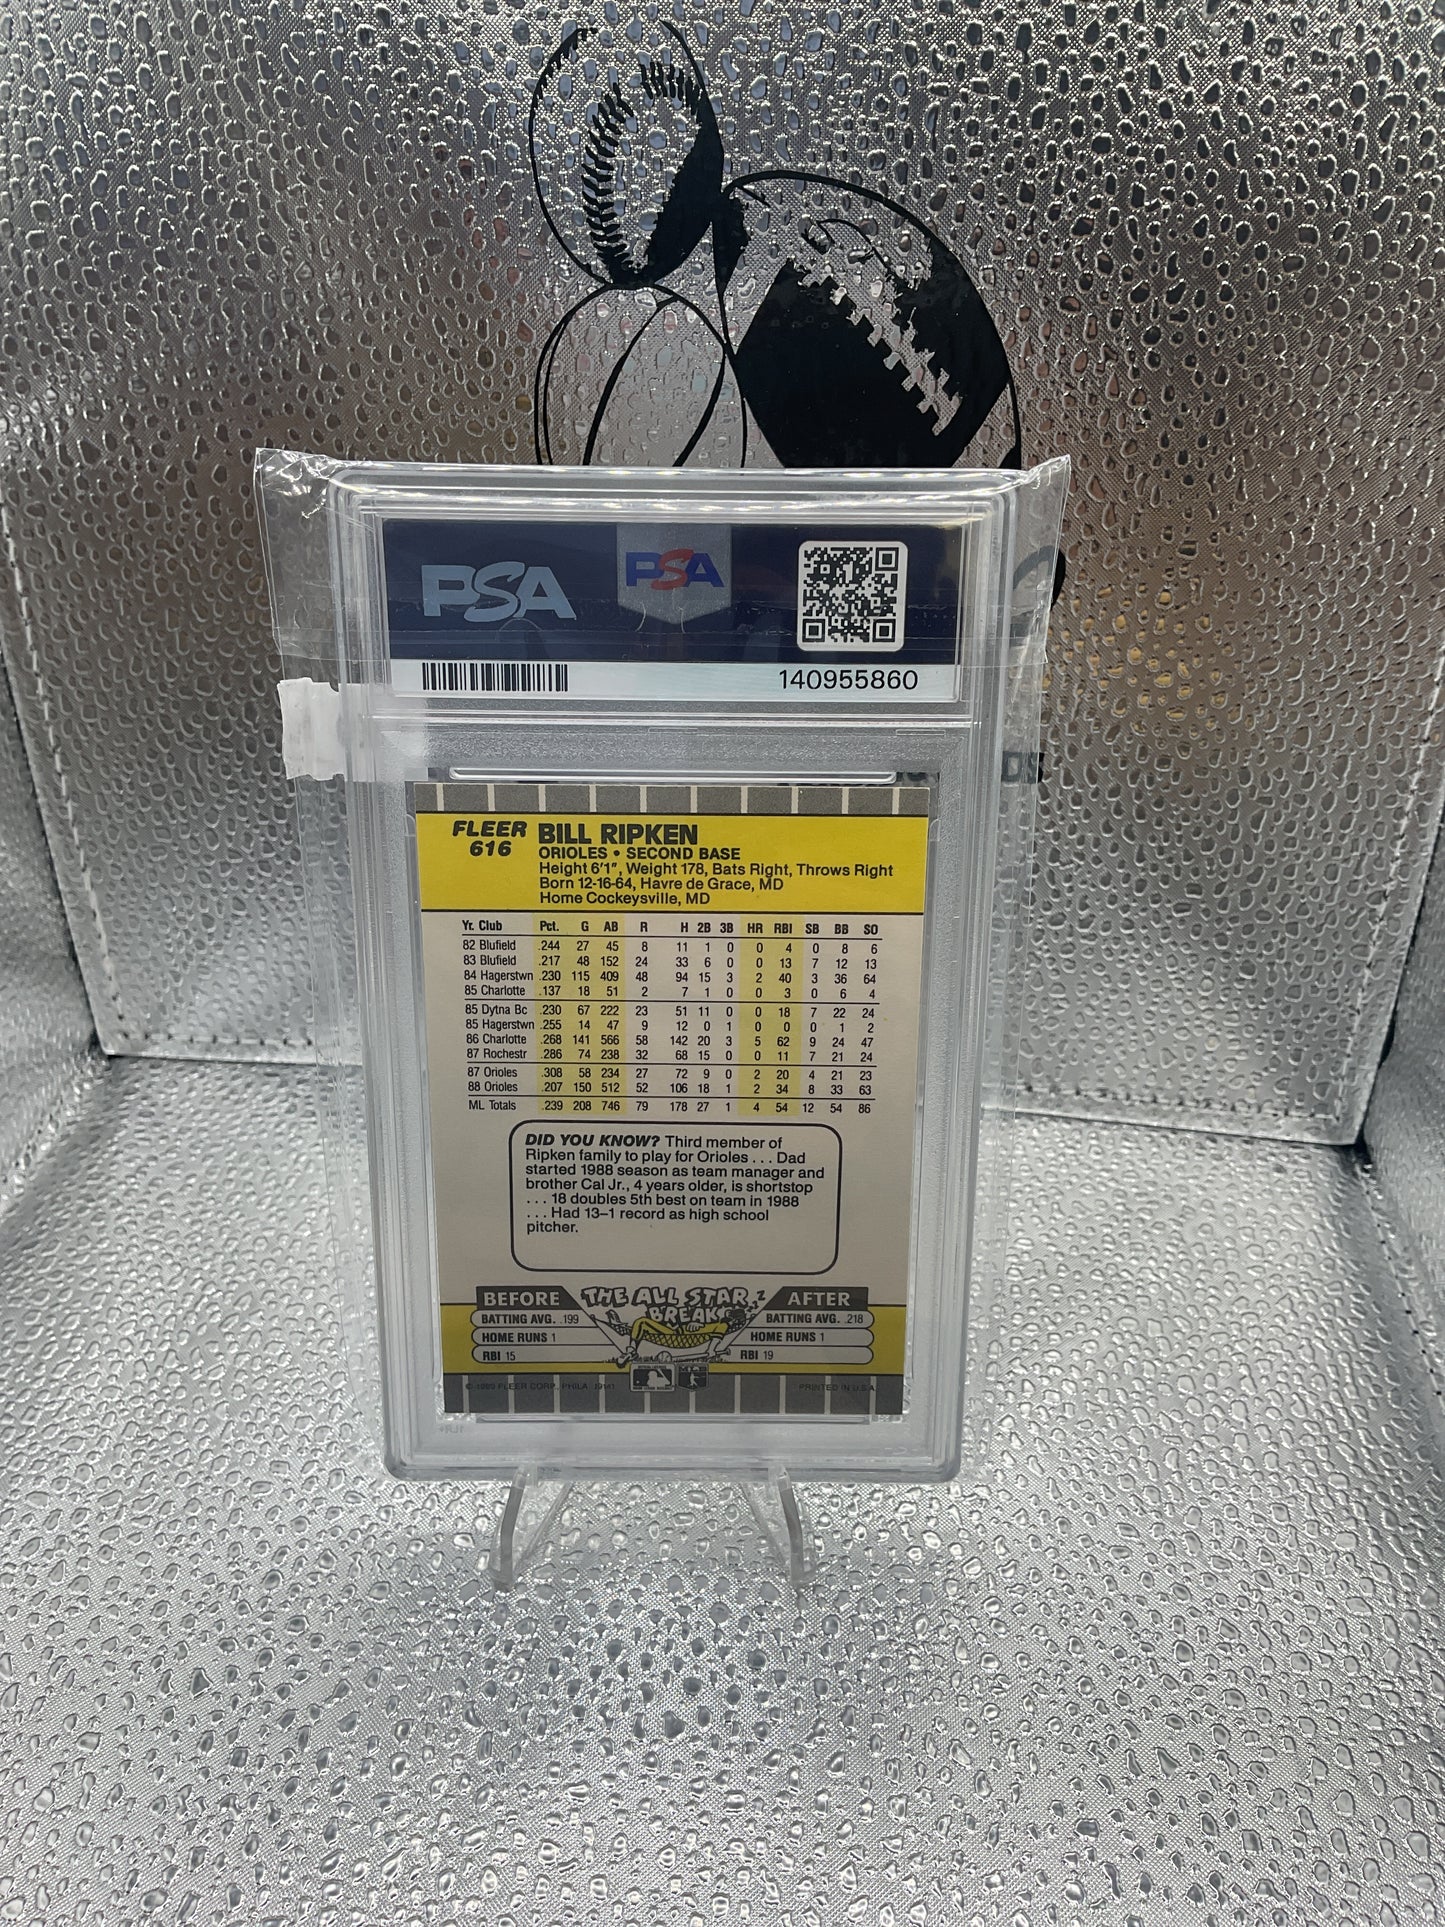 PSA
PSA
140955860
FLEER
616
BILL RIPKEN
ORIOLES • SECOND BASE
Height 6'1", Weight 178, Bats Right, Throws Right
Born 12-16-64, Havre de Grace, MD
Home Cockeysville, MD
Yr. Club Pct. G AB R H 2B 3B HR RBI SB BB SO
82 Blufield .244 27 45 8 11 1 0 0 4 0 8 6
83 Blufield .217 48 152 24 33 6 0 0 13 7 12 13
84 Hagerstwn .230 115 409 48 94 15 3 2 40 3 36 64
85 Charlotte .137 18 51 2 7 1 0 0 3 0 6 4
85 Dytna Bc .230 67 222 23 51 11 0 0 18 7 22 24
85 Hagerstwn .255 14 47 9 12 0 1 0 0 0 1 2
86 Charlotte .268 141 566 58 142 20 3 5 62 9 24 47
87 Rochestr .286 74 238 32 68 15 0 0 11 7 21 24
87 Orioles .308 58 234 27 72 9 0 2 20 4 21 23
88 Orioles .207 150 512 52 106 18 1 2 34 8 33 63
ML Totals .239 208 746 79 178 27 1 4 54 12 54 86
DID YOU KNOW? Third member of
Ripken family to play for Orioles . . . Dad
started 1988 season as team manager and
brother Cal Jr., 4 years older, is shortstop
. . . 18 doubles 5th best on team in 1988
. . . Had 13–1 record as high school
pitcher.
BEFORE THE ALL STAR BREAK AFTER
BATTING AVG. .199 BATTING AVG. .218
HOME RUNS 1 HOME RUNS 1
RBI 15 RBI 19
© 1989 FLEER CORP., PHILA. 19141 PRINTED IN U.S.A.